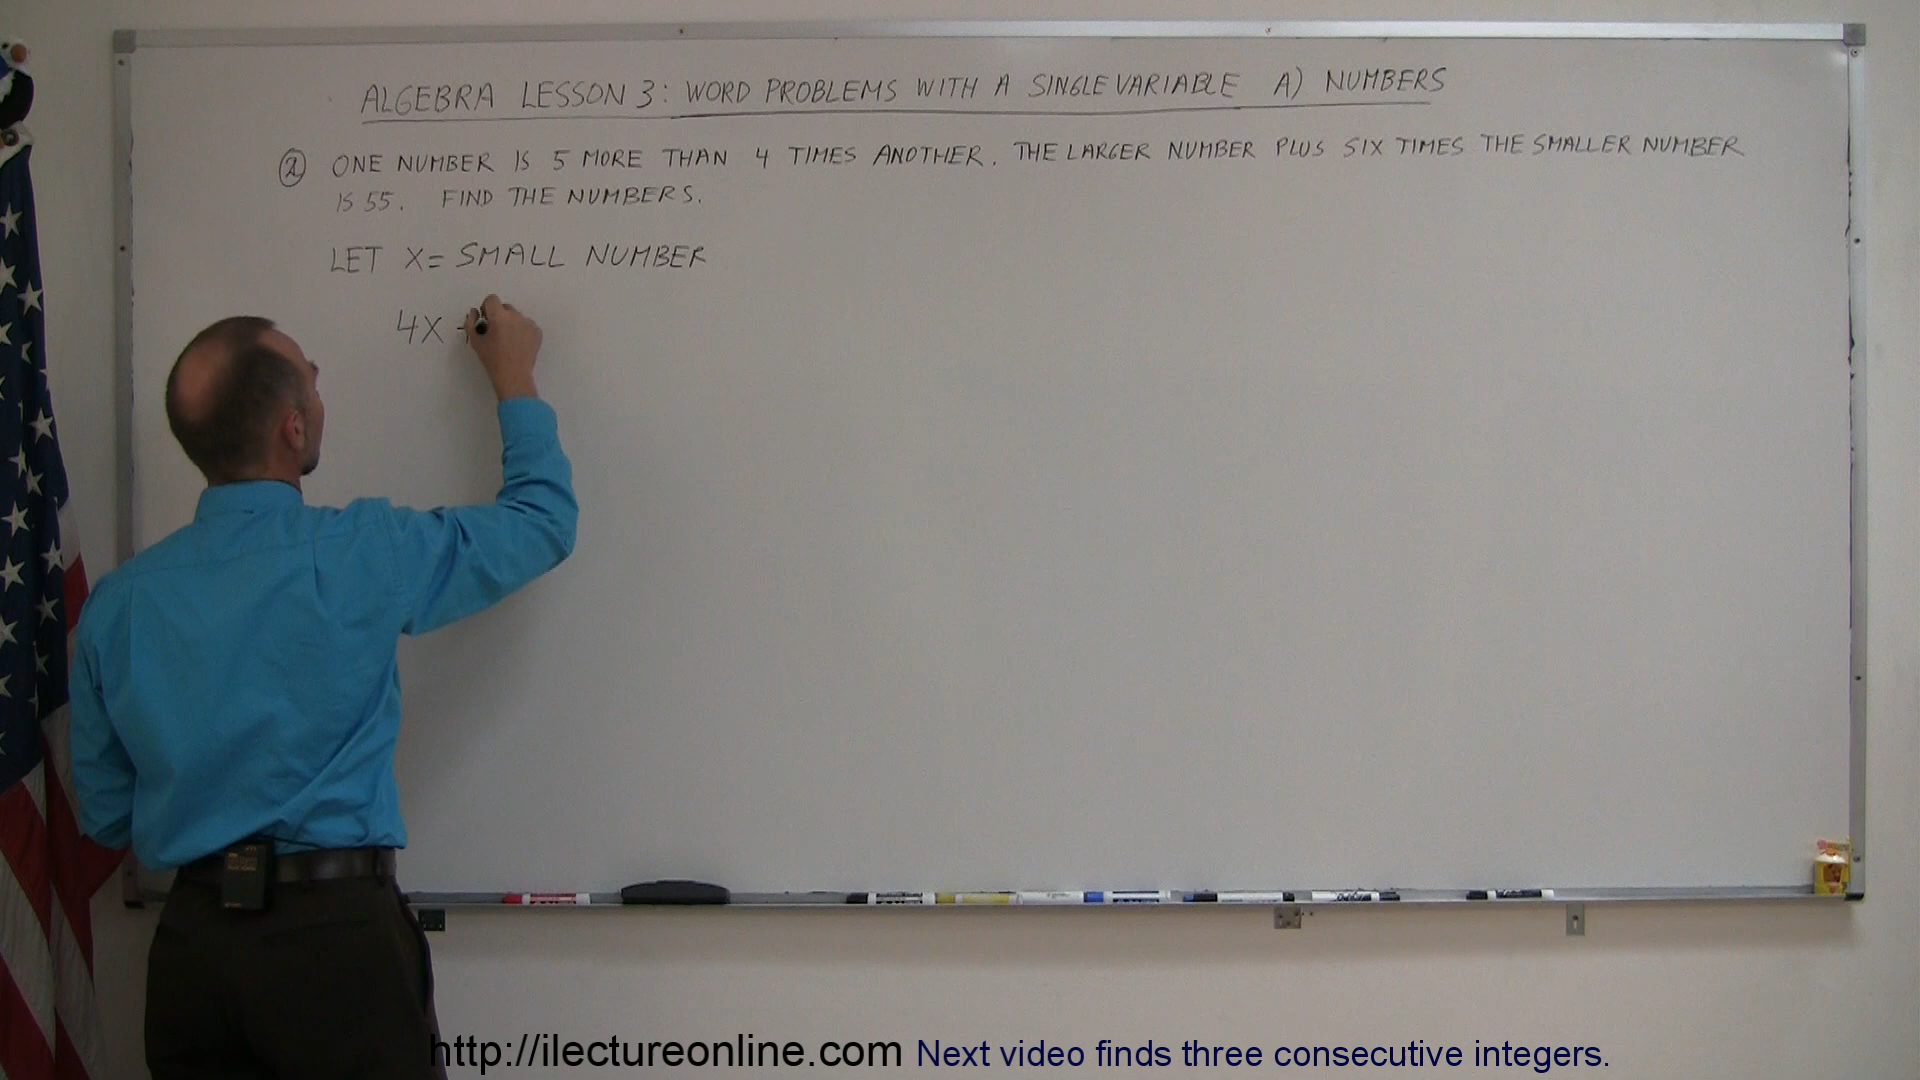 ALGEBRA LESSON 3: WORD PROBLEMS WITH A SINGLE VARIABLE A) NUMBERS
② ONE NUMBER IS 5 MORE THAN 4 TIMES ANOTHER. THE LARGER NUMBER PLUS SIX TIMES THE SMALLER NUMBER
IS 55. FIND THE NUMBERS.
LET X = SMALL NUMBER
4X +
http://ilectureonline.com Next video finds three consecutive integers.